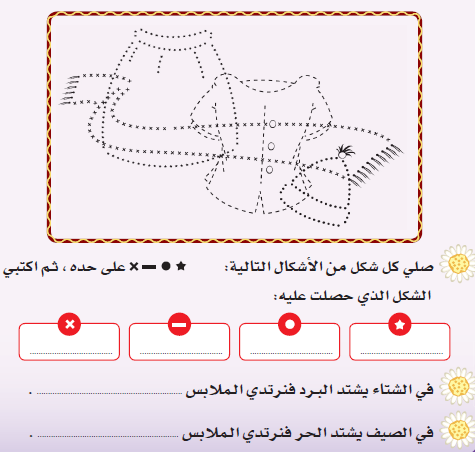 صلي كل شكل من الأشكال التالية: ★ ● ▬ × على حده ، ثم اكتبي
الشكل الذي حصلت عليه:
في الشتاء يشتد البرد فنرتدي الملابس .................... .
في الصيف يشتد الحر فنرتدي الملابس .................... .